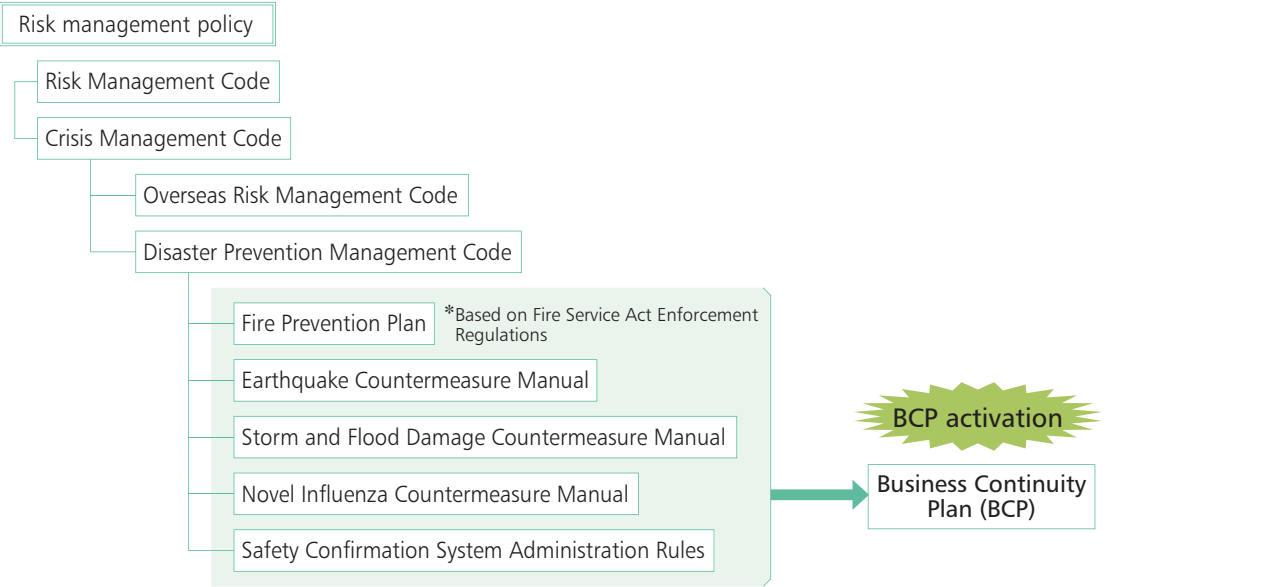 Risk management policy
Risk Management Code
Crisis Management Code
Overseas Risk Management Code
Disaster Prevention Management Code
Fire Prevention Plan
*Based on Fire Service Act Enforcement
Regulations
Earthquake Countermeasure Manual
Storm and Flood Damage Countermeasure Manual
Novel Influenza Countermeasure Manual
Safety Confirmation System Administration Rules
BCP activation
Business Continuity
Plan (BCP)